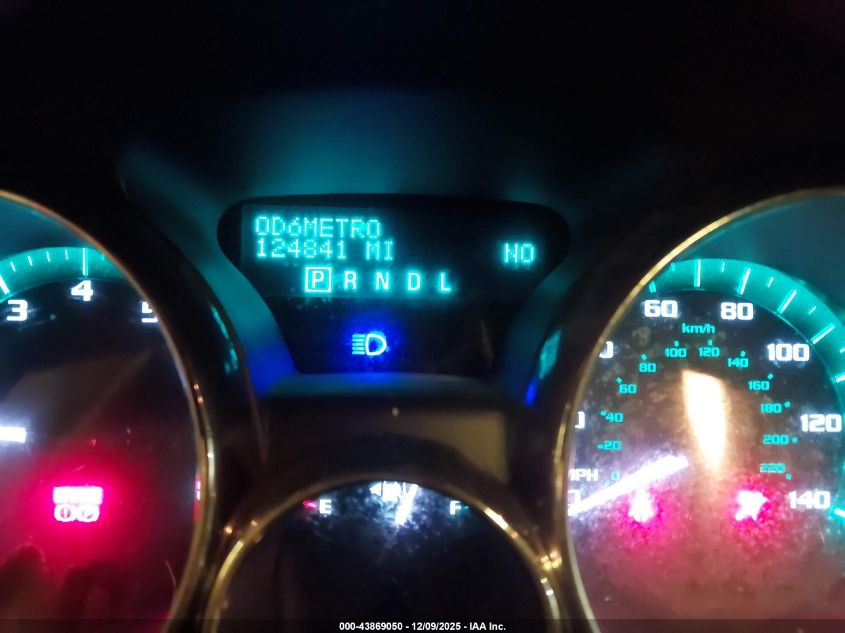 ODóMETRO
124841 MI NO
P R N D L
3 4 5
60 80 100 120 140
km/h
20 40 60 80 100 120 140 160 180 200 220
0
MPH
E F
000-43869050 - 12/09/2025 - IAA Inc.